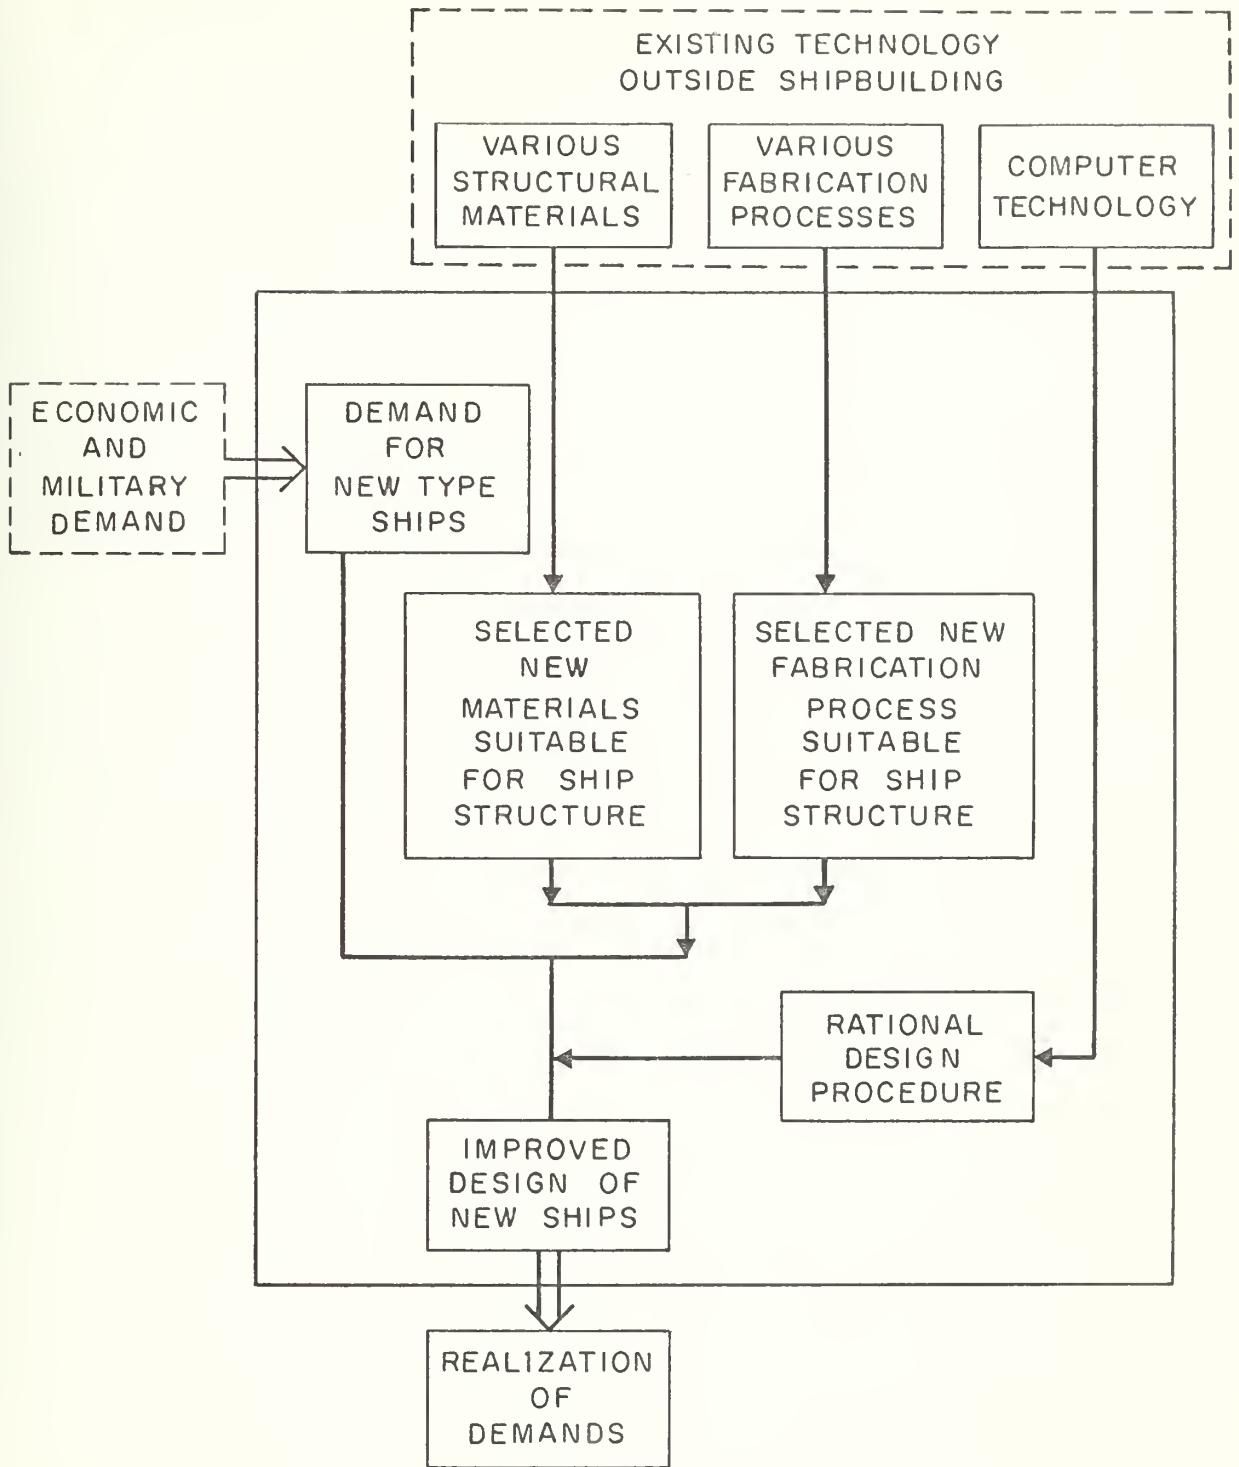 EXISTING TECHNOLOGY
OUTSIDE SHIPBUILDING
VARIOUS
STRUCTURAL
MATERIALS
VARIOUS
FABRICATION
PROCESSES
COMPUTER
TECHNOLOGY
ECONOMIC
AND
MILITARY
DEMAND
DEMAND
FOR
NEW TYPE
SHIPS
SELECTED
NEW
MATERIALS
SUITABLE
FOR SHIP
STRUCTURE
SELECTED NEW
FABRICATION
PROCESS
SUITABLE
FOR SHIP
STRUCTURE
RATIONAL
DESIGN
PROCEDURE
IMPROVED
DESIGN OF
NEW SHIPS
REALIZATION
OF
DEMANDS